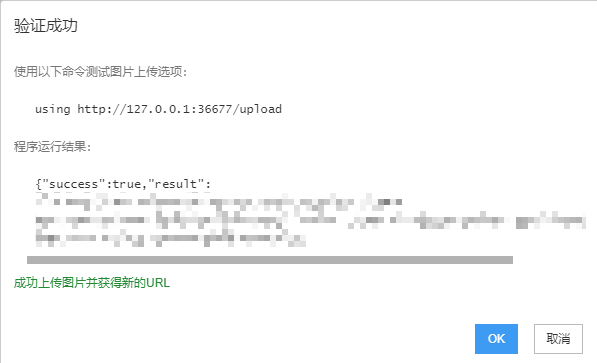 验证成功
使用以下命令测试图片上传选项:
using http://127.0.0.1:36677/upload
程序运行结果:
{"success":true,"result":
成功上传图片并获得新的URL
OK 取消